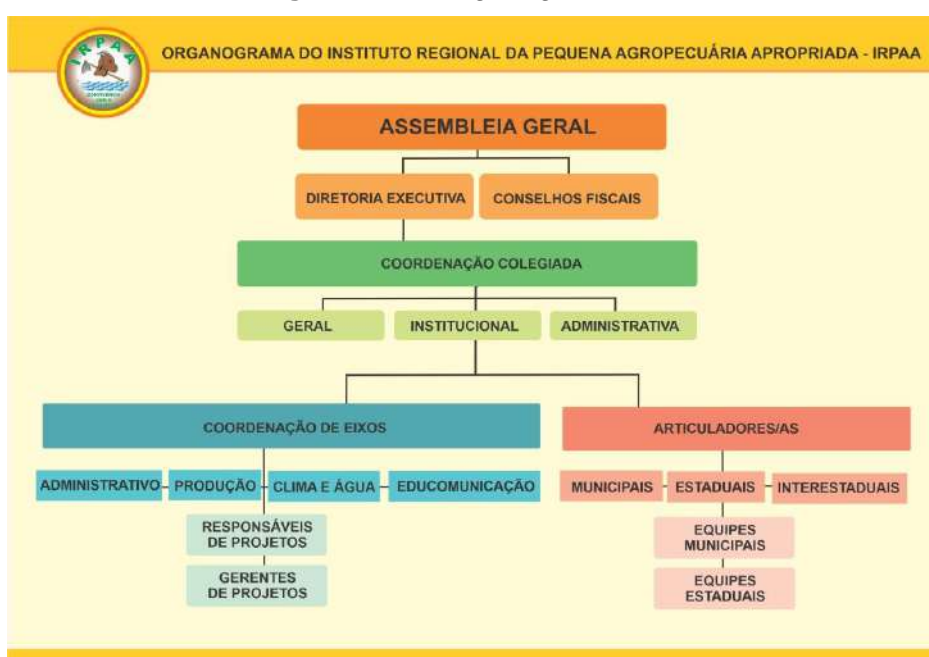 IRPAA
ORGANOGRAMA DO INSTITUTO REGIONAL DA PEQUENA AGROPECUÁRIA APROPRIADA - IRPAA
ASSEMBLEIA GERAL
DIRETORIA EXECUTIVA
CONSELHOS FISCAIS
COORDENAÇÃO COLEGIADA
GERAL
INSTITUCIONAL
ADMINISTRATIVA
COORDENAÇÃO DE EIXOS
ARTICULADORES/AS
ADMINISTRATIVO
PRODUÇÃO
CLIMA E ÁGUA
EDUCOMUNICAÇÃO
MUNICIPAIS
ESTADUAIS
INTERESTADUAIS
RESPONSÁVEIS
DE PROJETOS
EQUIPES
MUNICIPAIS
GERENTES
DE PROJETOS
EQUIPES
ESTADUAIS